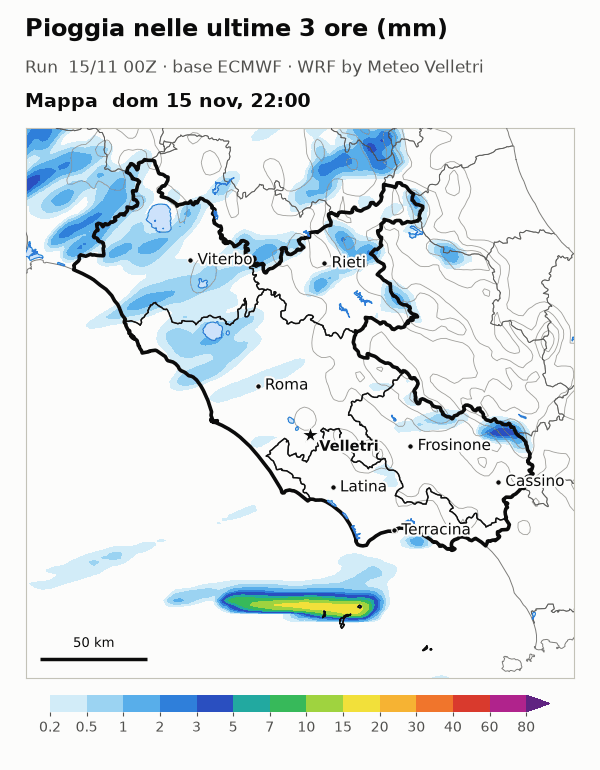 Pioggia nelle ultime 3 ore (mm)
Run  15/11 00Z · base ECMWF · WRF by Meteo Velletri
Mappa  dom 15 nov, 22:00
Viterbo
Rieti
Roma
Velletri
Frosinone
Latina
Cassino
Terracina
50 km
0.2 0.5 1 2 3 5 7 10 15 20 30 40 60 80